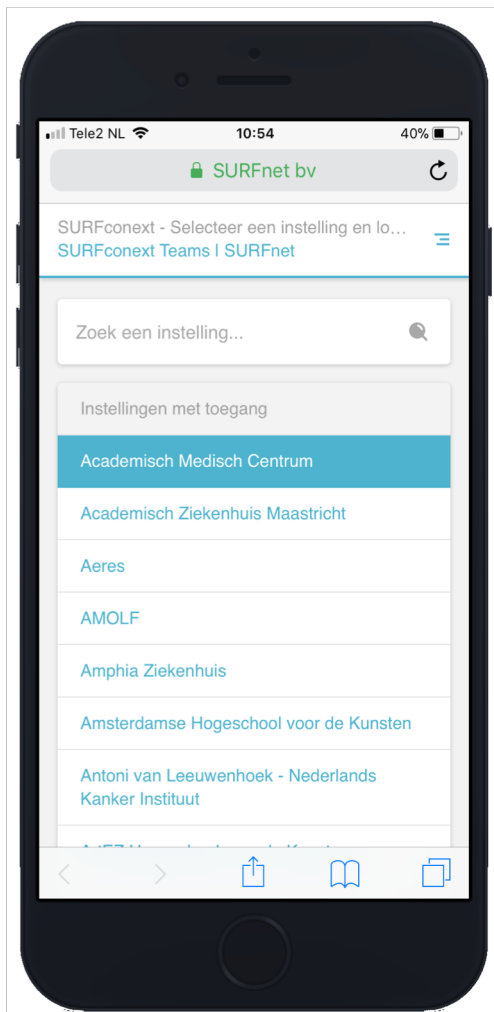 Tele2 NL 10:54 40%
SURFnet bv
SURFconext - Selecteer een instelling en lo...
SURFconext Teams | SURFnet
Zoek een instelling...
Instellingen met toegang
Academisch Medisch Centrum
Academisch Ziekenhuis Maastricht
Aeres
AMOLF
Amphia Ziekenhuis
Amsterdamse Hogeschool voor de Kunsten
Antoni van Leeuwenhoek - Nederlands
Kanker Instituut